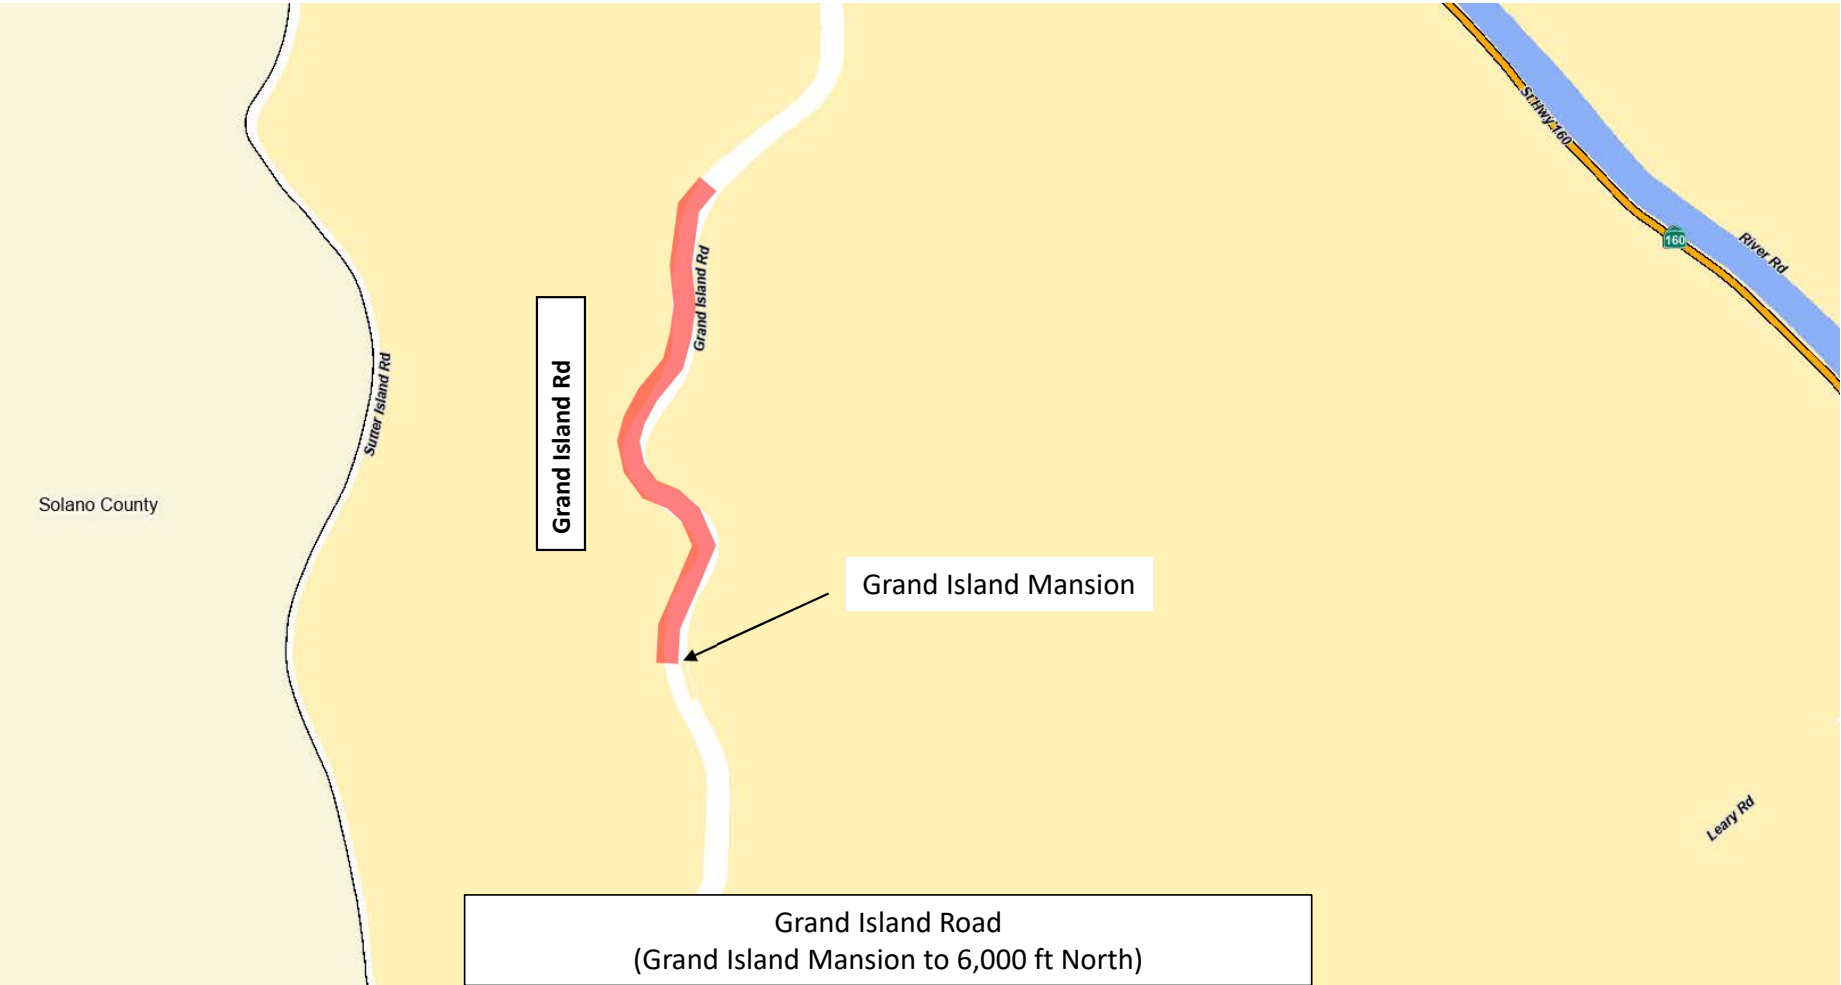 St Hwy 160
160
River Rd
Grand Island Rd
Grand Island Rd
Sutter Island Rd
Solano County
Grand Island Mansion
Leary Rd
Grand Island Road
(Grand Island Mansion to 6,000 ft North)